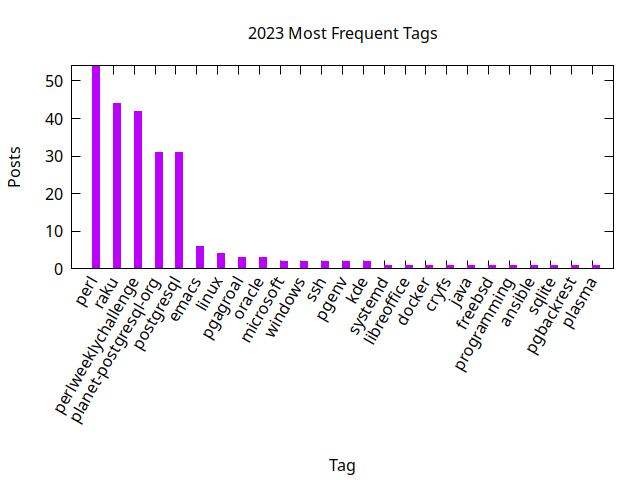 2023 Most Frequent Tags
Posts
50
40
30
20
10
0
perl
raku
perlweeklychallenge
planet-postgresql-org
postgresql
emacs
linux
pgagroal
oracle
microsoft
windows
ssh
pgenv
kde
systemd
libreoffice
docker
cryfs
java
freebsd
programming
ansible
sqlite
pgbackrest
plasma
Tag